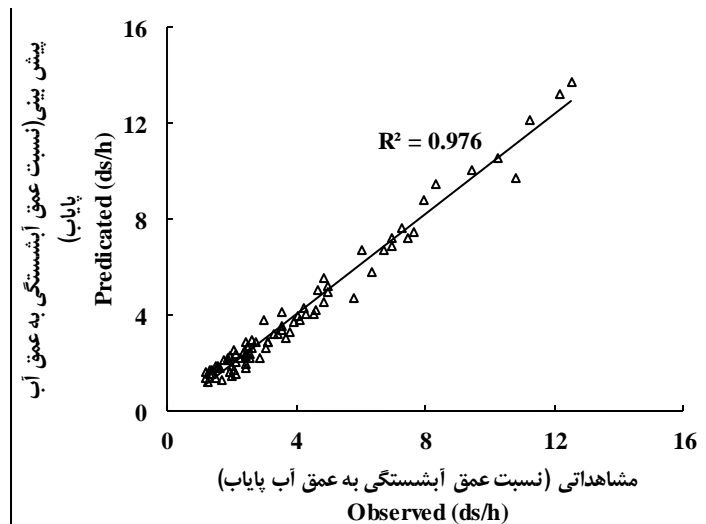 پیش بینی(نسبت عمق آبشستگی به عمق آب
پایاب)
Predicated (ds/h)
16
12
8
4
0
R² = 0.976
0 4 8 12 16
مشاهداتی (نسبت عمق آبشستگی به عمق آب پایاب)
Observed (ds/h)